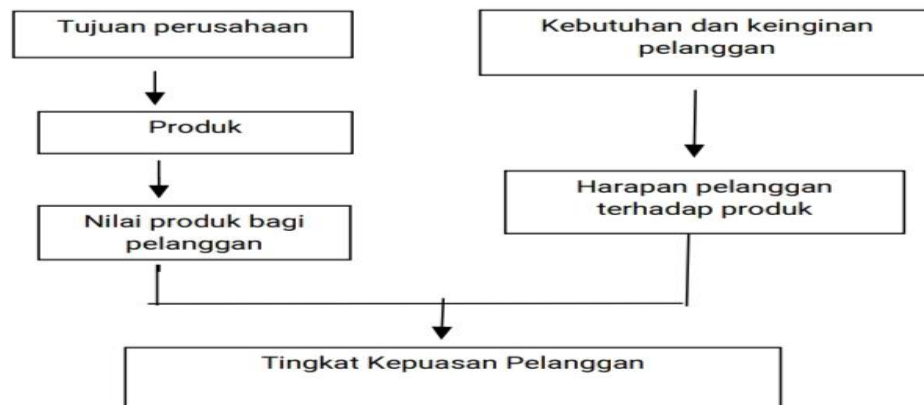 Tujuan perusahaan
Kebutuhan dan keinginan
pelanggan
Produk
Harapan pelanggan
terhadap produk
Nilai produk bagi
pelanggan
Tingkat Kepuasan Pelanggan